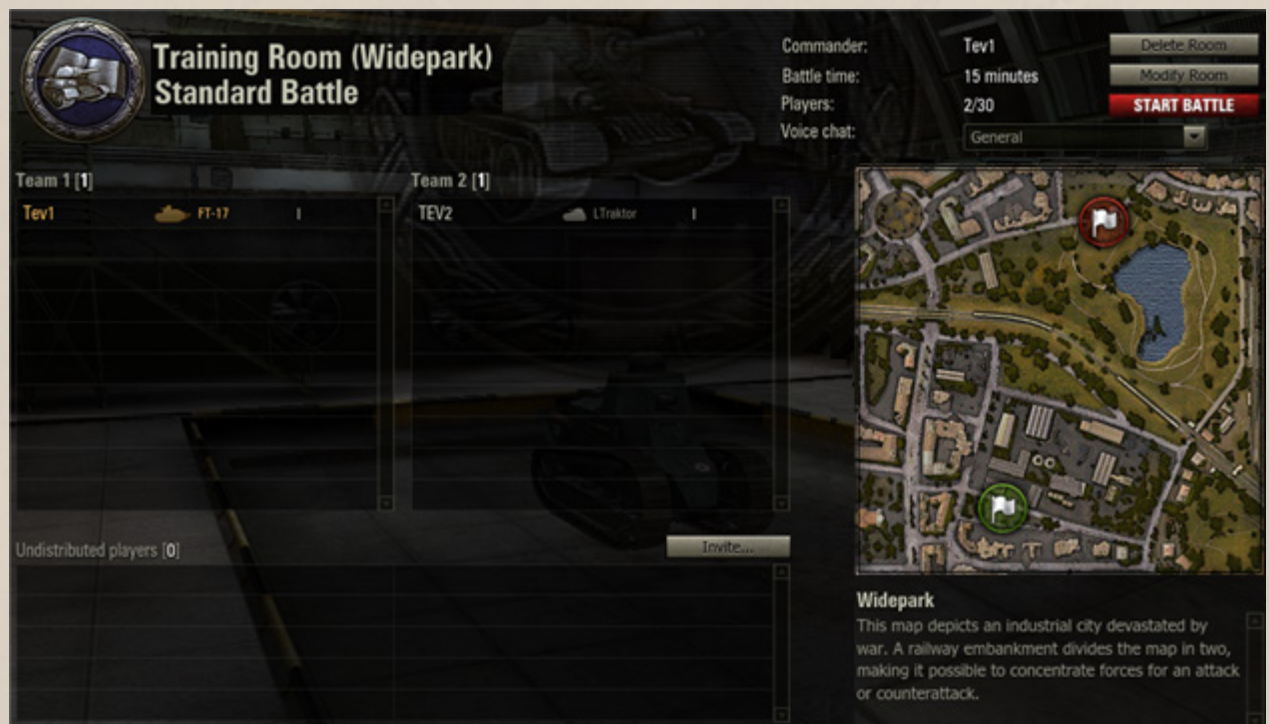 Training Room (Widepark)
Standard Battle
Commander: Tev1
Battle time: 15 minutes
Players: 2/30
Voice chat: General
Delete Room
Modify Room
START BATTLE
Team 1 [1]
Tev1 FT-17 I
Team 2 [1]
TEV2 LTraktor I
Undistributed players [0]
Invite...
Widepark
This map depicts an industrial city devastated by
war. A railway embankment divides the map in two,
making it possible to concentrate forces for an attack
or counterattack.